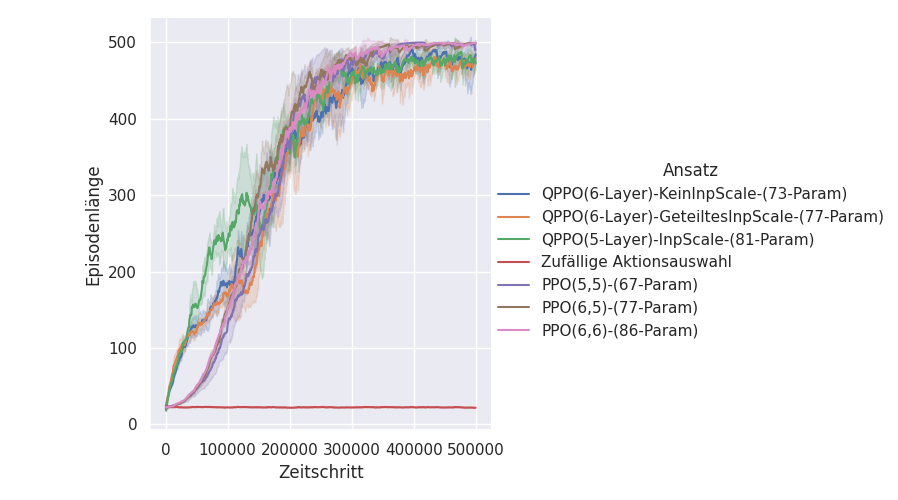 500
400
300
200
100
0
Episodenlänge
0
100000
200000
300000
400000
500000
Zeitschritt
Ansatz
QPPO(6-Layer)-KeinInpScale-(73-Param)
QPPO(6-Layer)-GeteiltesInpScale-(77-Param)
QPPO(5-Layer)-InpScale-(81-Param)
Zufällige Aktionsauswahl
PPO(5,5)-(67-Param)
PPO(6,5)-(77-Param)
PPO(6,6)-(86-Param)